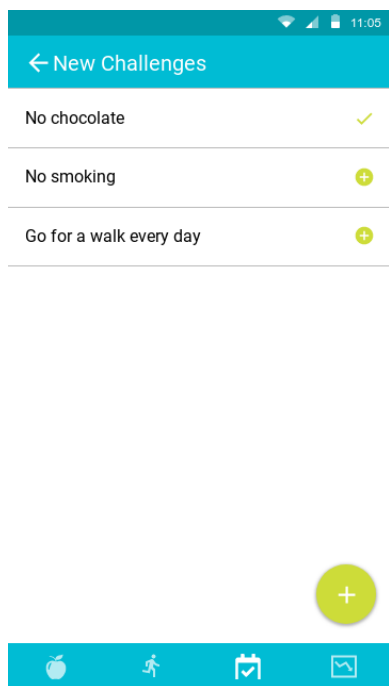 11:05
New Challenges
No chocolate
No smoking
Go for a walk every day